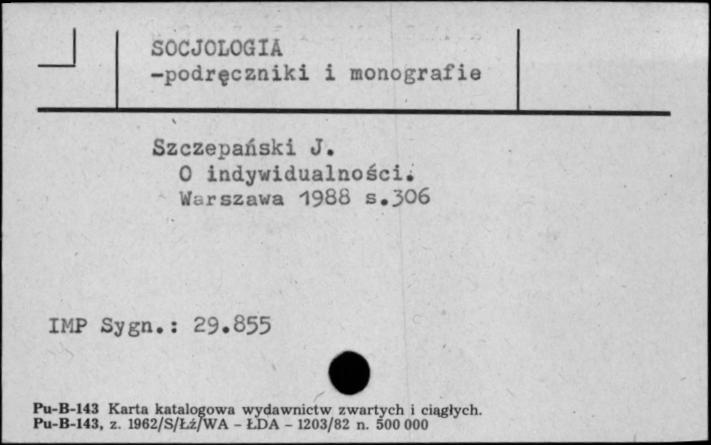 SOCJOLOGIA
-podręczniki i monografie
Szczepański J.
O indywidualności.
Warszawa 1988 s.306
IMP Sygn.: 29.855
Pu-B-143 Karta katalogowa wydawnictw zwartych i ciągłych.
Pu-B-143, z. 1962/S/Łż/WA - ŁDA - 1203/82 n. 500 000